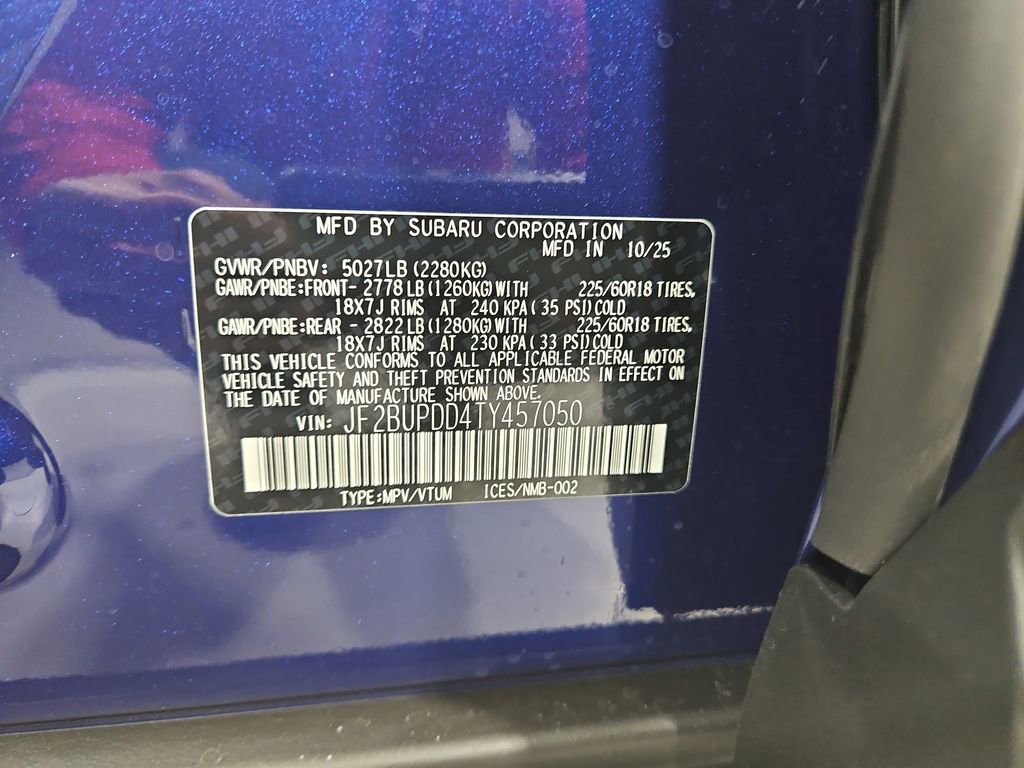 MFD BY SUBARU CORPORATION
MFD IN 10/25
GVWR/PNBV: 5027LB (2280KG)
GAWR/PNBE:FRONT- 2778 LB (1260KG) WITH 225/60R18 TIRES,
18X7J RIMS AT 240 KPA ( 35 PSI) COLD
GAWR/PNBE:REAR - 2822 LB (1280KG) WITH 225/60R18 TIRES,
18X7J RIMS AT 230 KPA ( 33 PSI) COLD
THIS VEHICLE CONFORMS TO ALL APPLICABLE FEDERAL MOTOR
VEHICLE SAFETY AND THEFT PREVENTION STANDARDS IN EFFECT ON
THE DATE OF MANUFACTURE SHOWN ABOVE.
VIN: JF2BUPDD4TY457050
TYPE:MPV/VTUM ICES/NMB-002